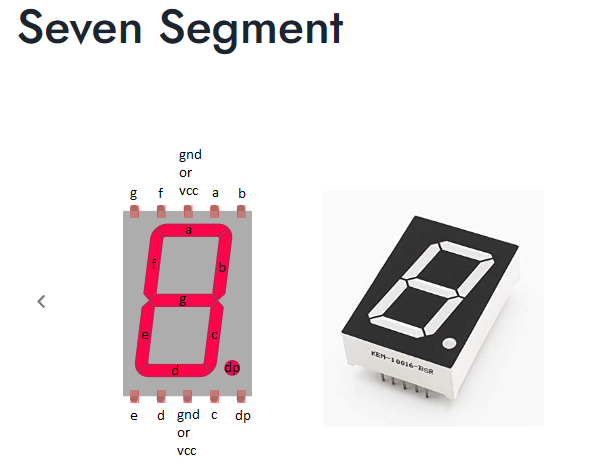 Seven Segment
gnd
or
vcc
g f a b
a
f
b
g
e
c
d
dp
e d gnd c dp
or
vcc
KEM-10016-BSR